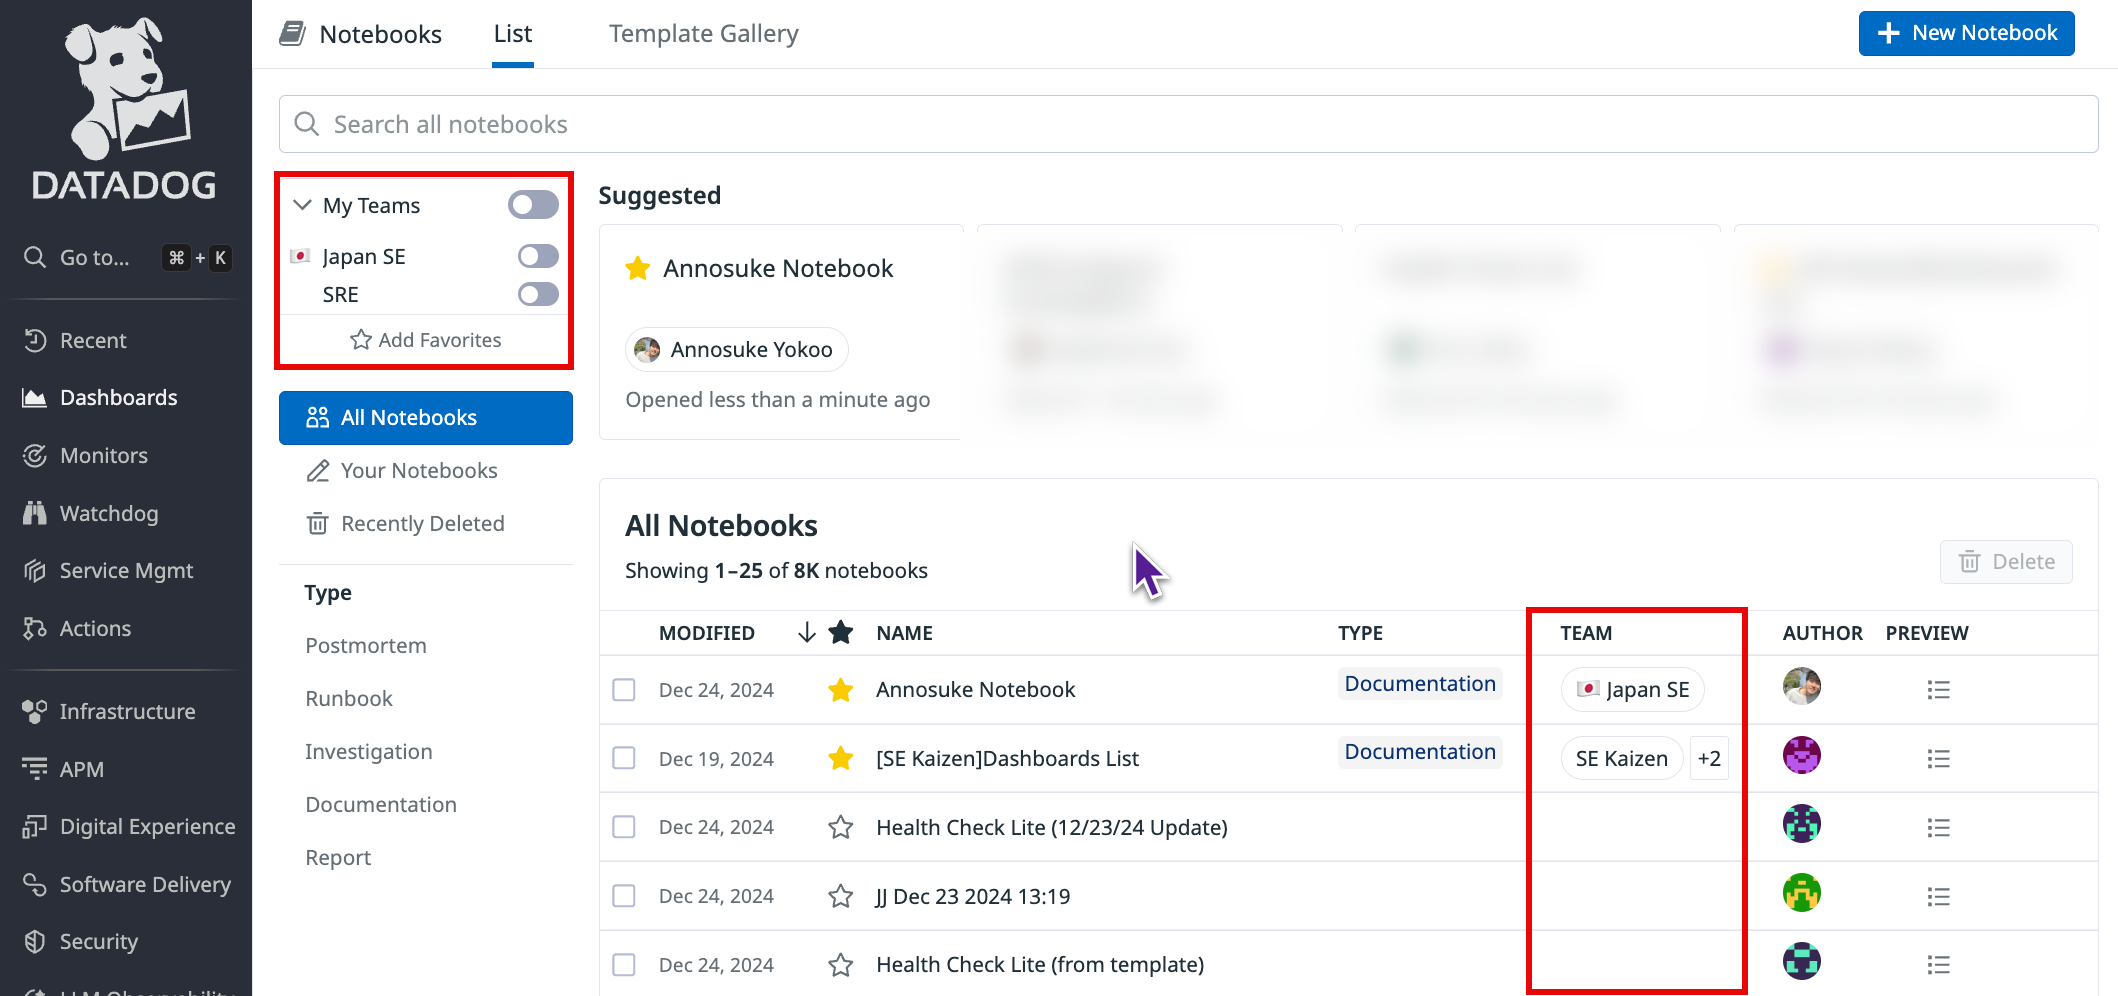 DATADOG
Go to... ⌘ + K
Recent
Dashboards
Monitors
Watchdog
Service Mgmt
Actions
Infrastructure
APM
Digital Experience
Software Delivery
Security
Notebooks
List
Template Gallery
New Notebook
Search all notebooks
My Teams
Japan SE
SRE
Add Favorites
All Notebooks
Your Notebooks
Recently Deleted
Type
Postmortem
Runbook
Investigation
Documentation
Report
Suggested
Annosuke Notebook
Annosuke Yokoo
Opened less than a minute ago
All Notebooks
Showing 1–25 of 8K notebooks
Delete
MODIFIED NAME TYPE TEAM AUTHOR PREVIEW
Dec 24, 2024 Annosuke Notebook Documentation Japan SE
Dec 19, 2024 [SE Kaizen]Dashboards List Documentation SE Kaizen +2
Dec 24, 2024 Health Check Lite (12/23/24 Update)
Dec 24, 2024 JJ Dec 23 2024 13:19
Dec 24, 2024 Health Check Lite (from template)